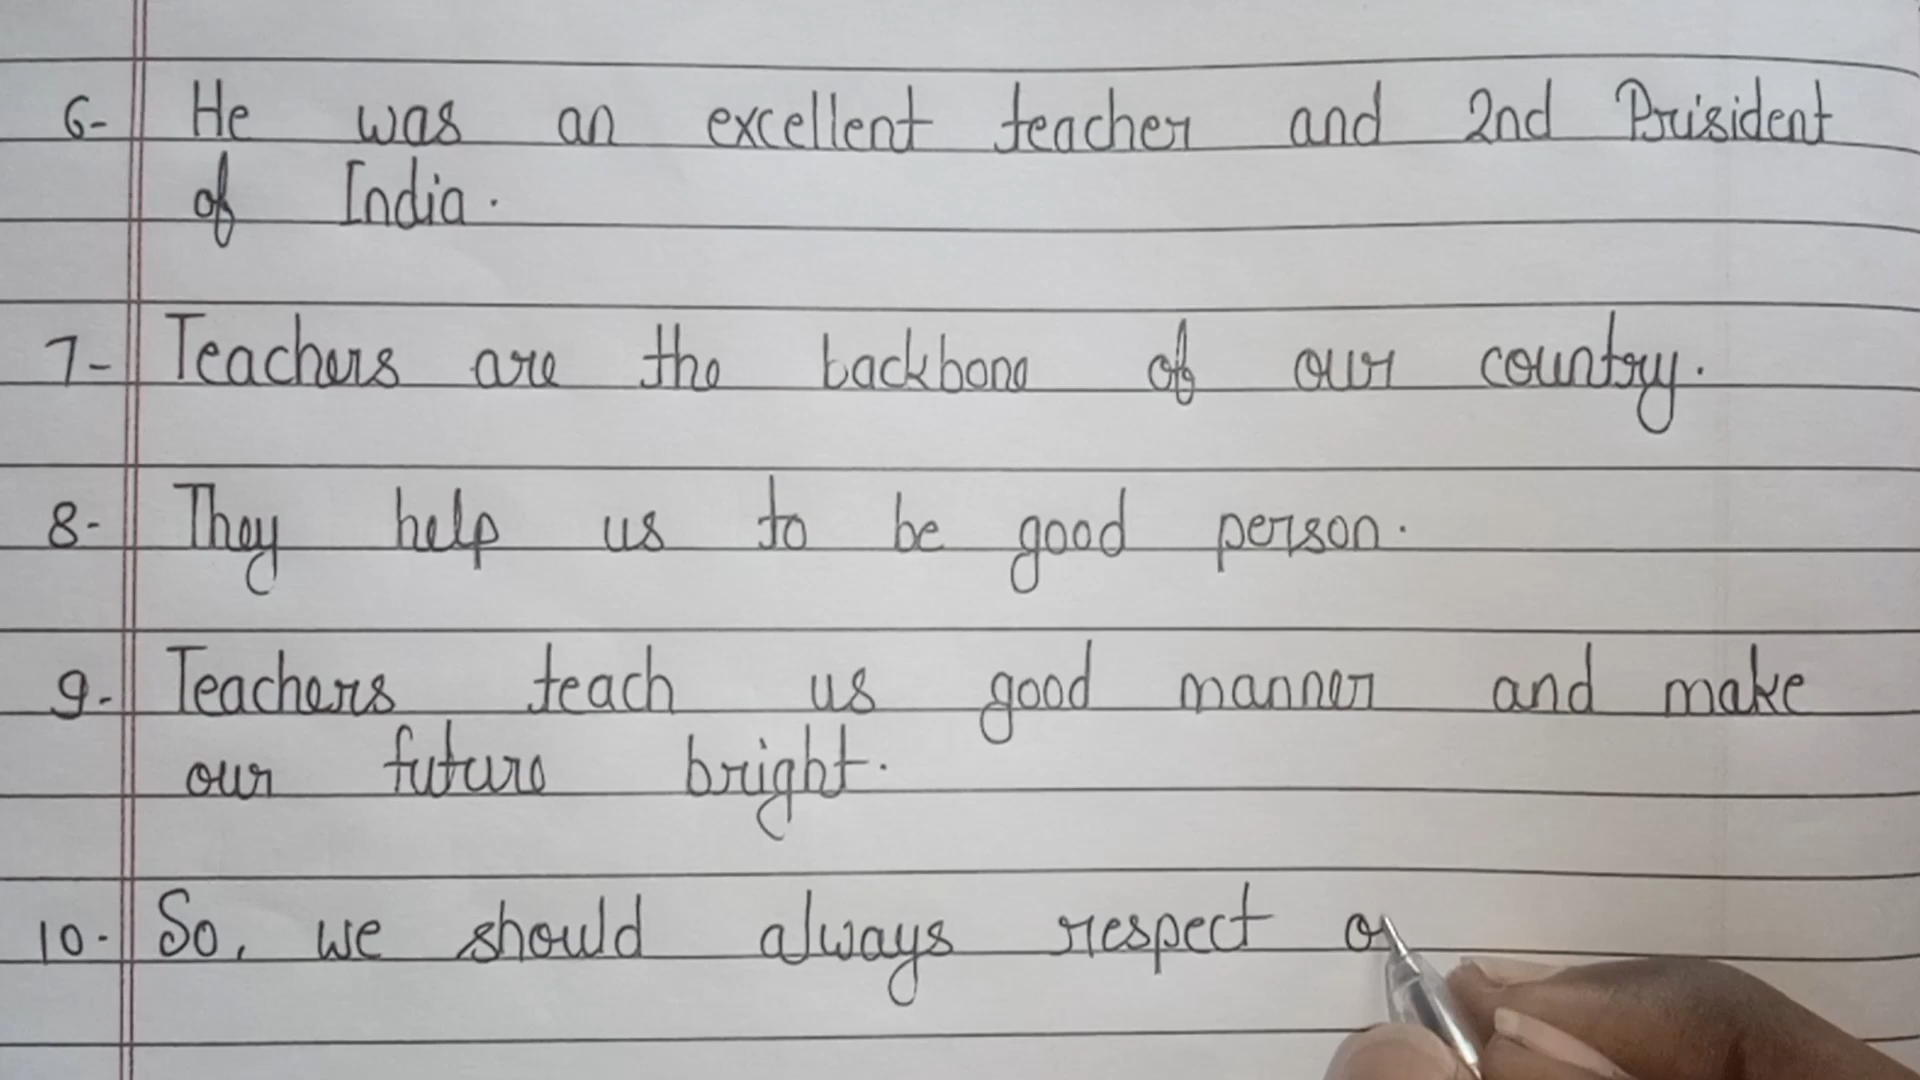 6- He was an excellent teacher and 2nd Prisident
of India.
7- Teachers are the backbone of our country.
8- They help us to be good person.
9- Teachers teach us good manner and make
our future bright.
10- So, we should always respect